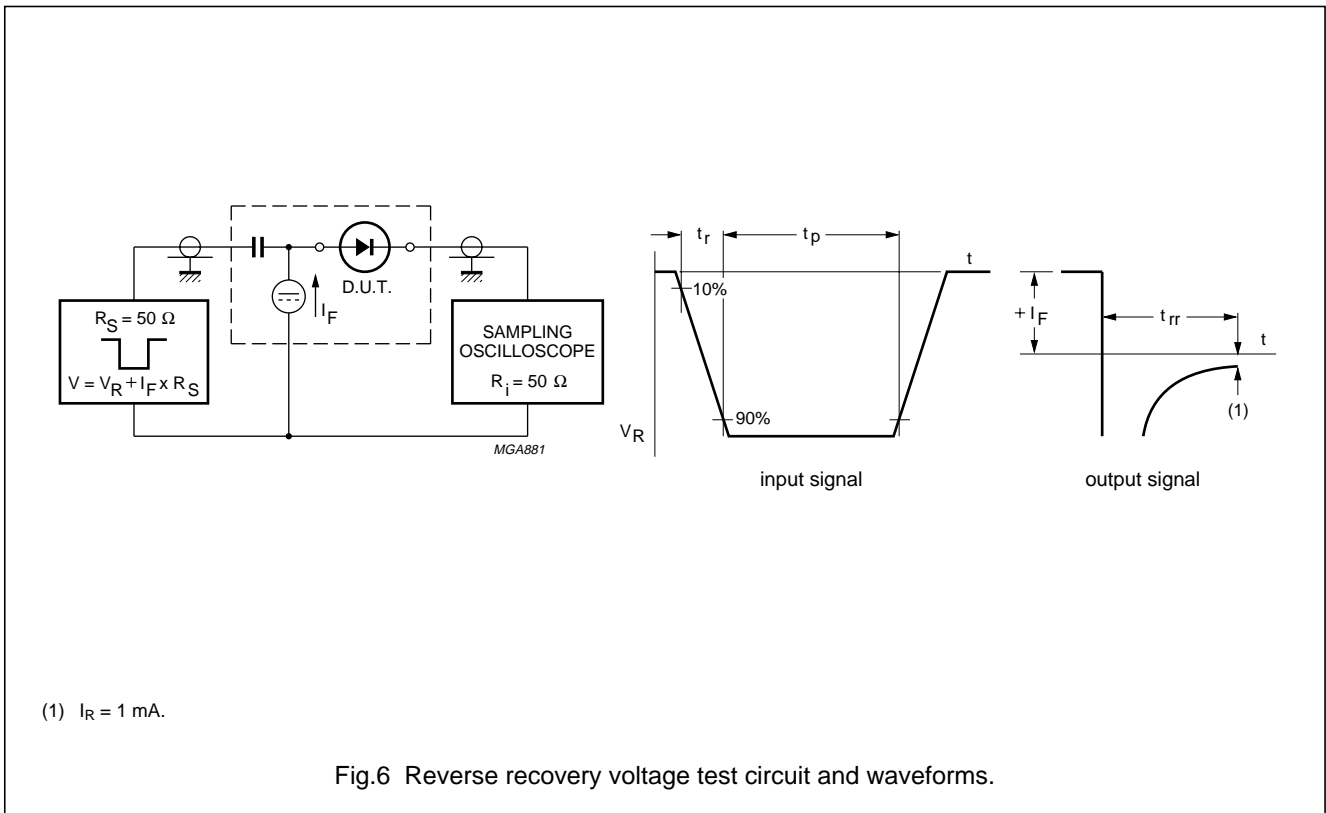 R_S = 50 Ω
V = V_R + I_F x R_S
I_F
D.U.T.
SAMPLING
OSCILLOSCOPE
R_i = 50 Ω
MGA881
t_r
t_p
t
10%
90%
V_R
input signal
+ I_F
t_rr
t
(1)
output signal
(1) I_R = 1 mA.
Fig.6 Reverse recovery voltage test circuit and waveforms.